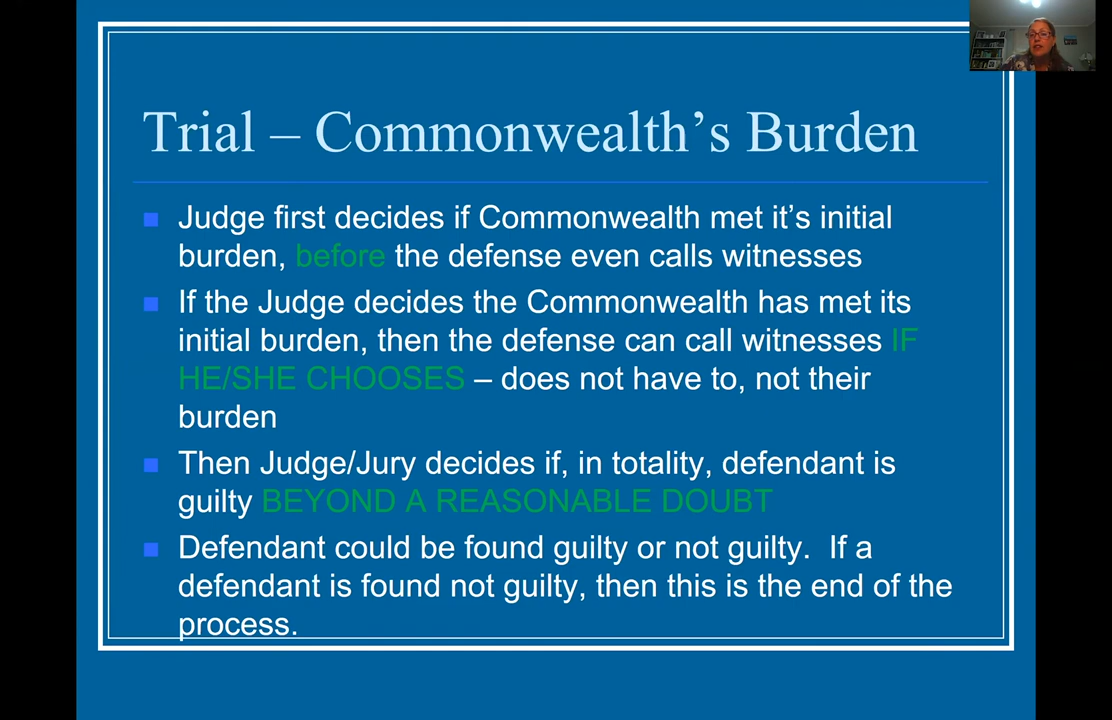 Trial – Commonwealth’s Burden
Judge first decides if Commonwealth met it’s initial
burden, before the defense even calls witnesses
If the Judge decides the Commonwealth has met its
initial burden, then the defense can call witnesses IF
HE/SHE CHOOSES – does not have to, not their
burden
Then Judge/Jury decides if, in totality, defendant is
guilty BEYOND A REASONABLE DOUBT
Defendant could be found guilty or not guilty.  If a
defendant is found not guilty, then this is the end of the
process.